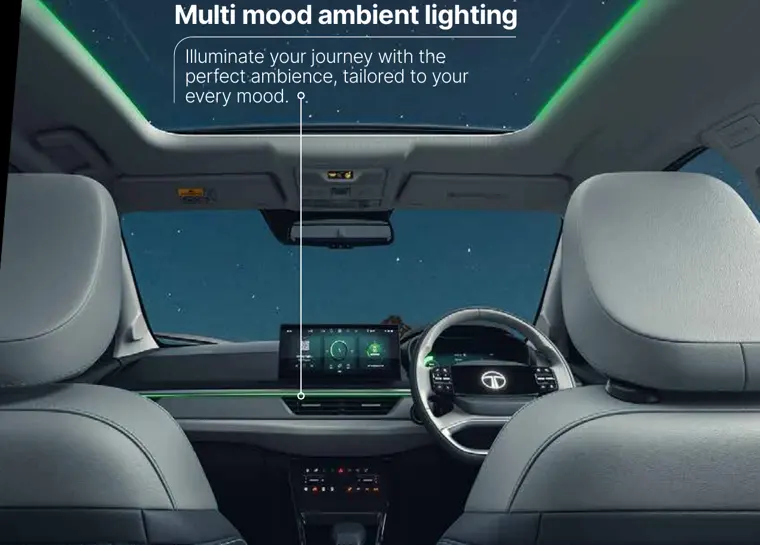 Multi mood ambient lighting
Illuminate your journey with the
perfect ambience, tailored to your
every mood.